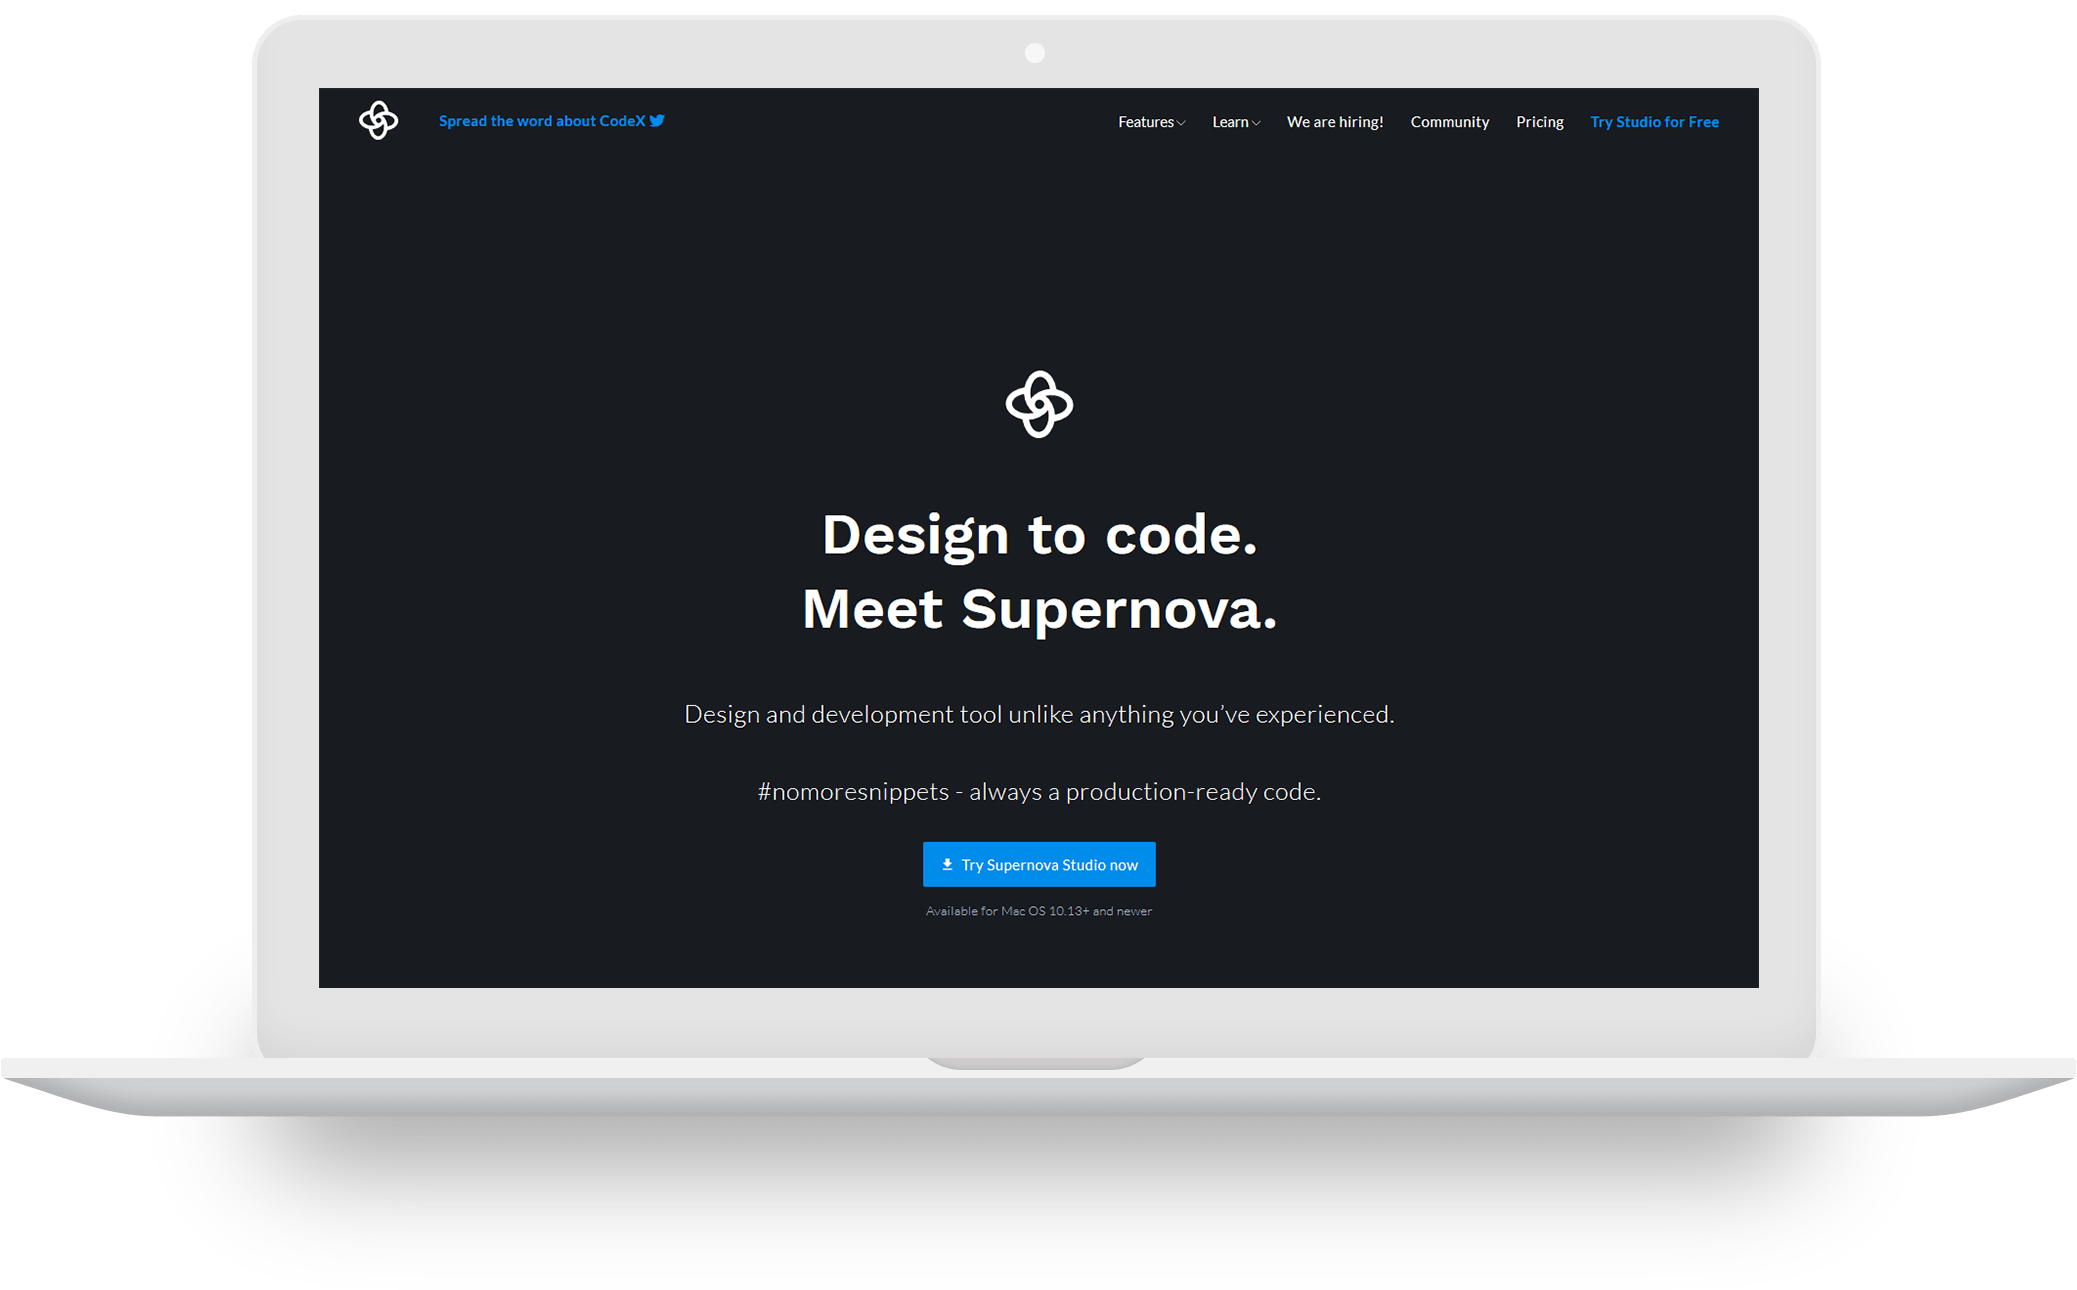 Spread the word about CodeX
Features
Learn
We are hiring!
Community
Pricing
Try Studio for Free
Design to code.
Meet Supernova.
Design and development tool unlike anything you’ve experienced.
#nomoresnippets - always a production-ready code.
Try Supernova Studio now
Available for Mac OS 10.13+ and newer